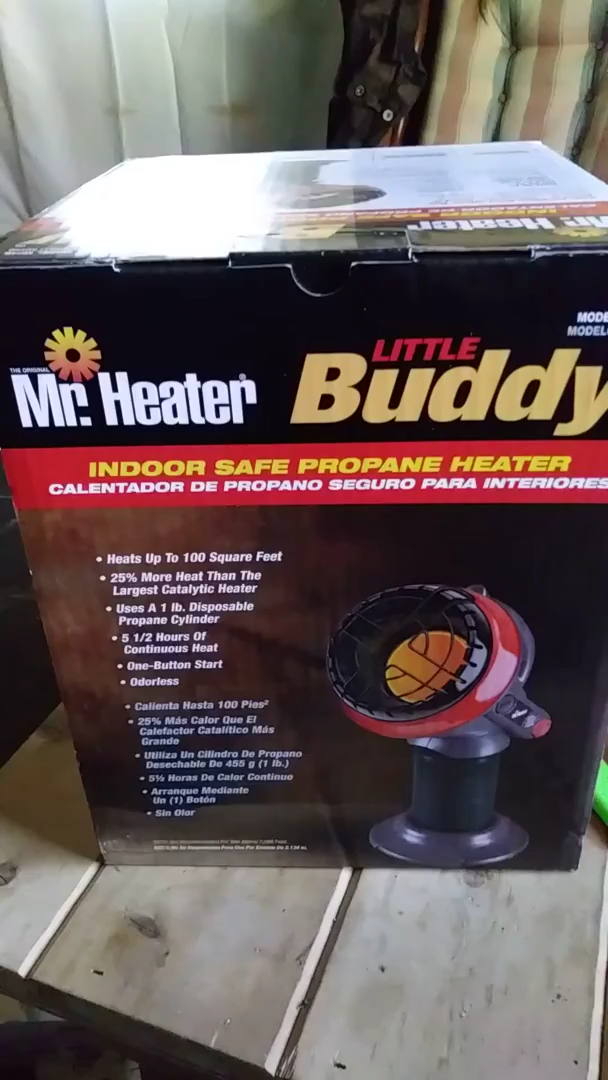 Mr. Heater
INDOOR SAFE
THE ORIGINAL
Mr. Heater®
LITTLE
Buddy
INDOOR SAFE PROPANE HEATER
CALENTADOR DE PROPANO SEGURO PARA INTERIORES
• Heats Up To 100 Square Feet
• 25% More Heat Than The
Largest Catalytic Heater
• Uses A 1 lb. Disposable
Propane Cylinder
• 5 1/2 Hours Of
Continuous Heat
• One-Button Start
• Odorless
• Calienta Hasta 100 Pies²
• 25% Más Calor Que El
Calefactor Catalítico Más
Grande
• Utiliza Un Cilindro De Propano
Desechable De 455 g (1 lb.)
• 5½ Horas De Calor Continuo
• Arranque Mediante
Un (1) Botón
• Sin Olor